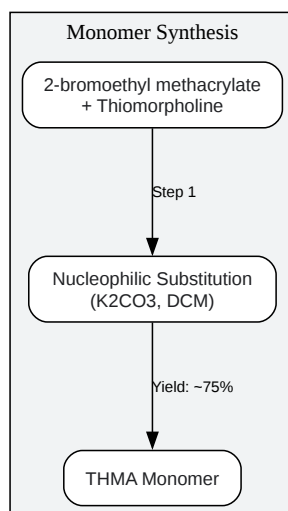 Monomer Synthesis
2-bromoethyl methacrylate
+ Thiomorpholine
Step 1
Nucleophilic Substitution
(K2CO3, DCM)
Yield: ~75%
THMA Monomer